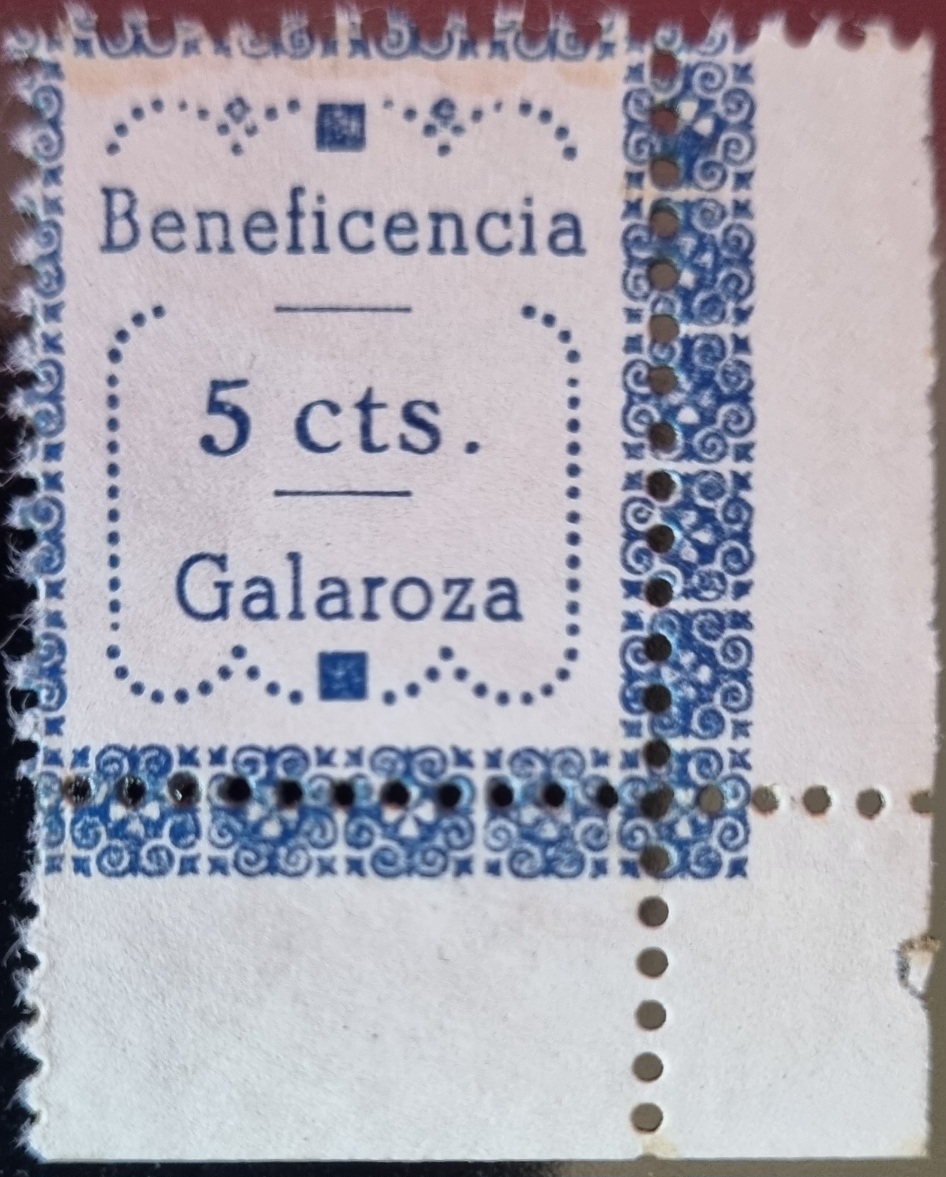 Beneficencia
5 cts.
Galaroza